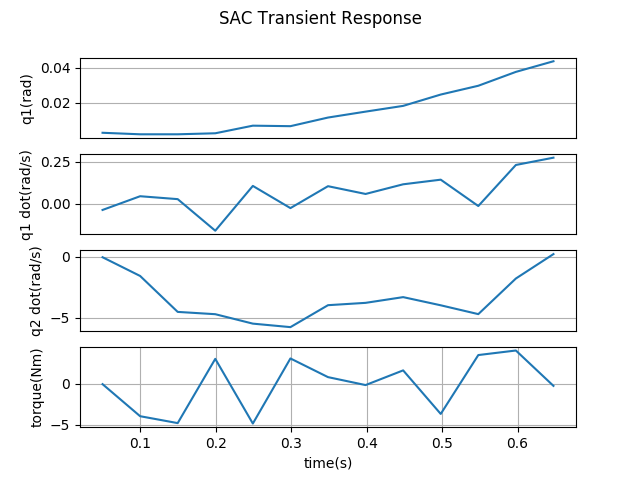 SAC Transient Response
q1(rad)
0.04
0.02
q1 dot(rad/s)
0.25
0.00
q2 dot(rad/s)
0
−5
torque(Nm)
0
−5
0.1 0.2 0.3 0.4 0.5 0.6
time(s)